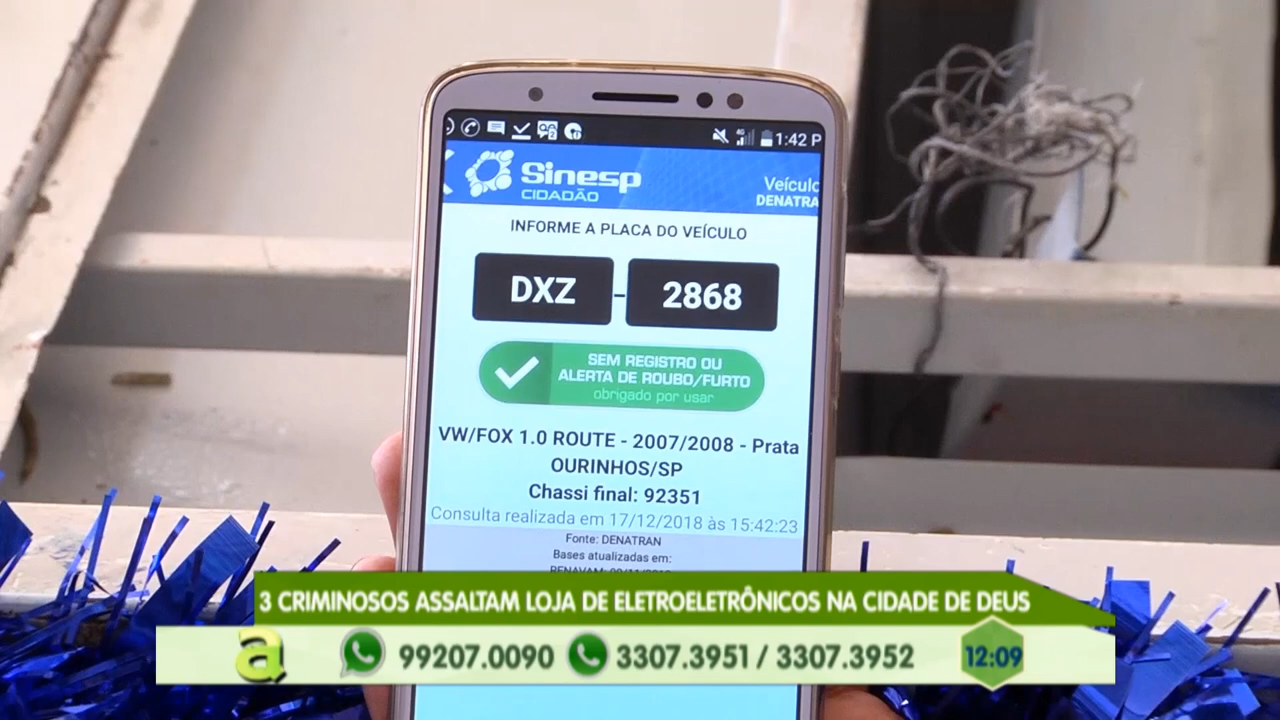 1:42 P
Sinesp
CIDADÃO
Veículo
DENATRA
INFORME A PLACA DO VEÍCULO
DXZ - 2868
SEM REGISTRO OU
ALERTA DE ROUBO/FURTO
obrigado por usar
VW/FOX 1.0 ROUTE - 2007/2008 - Prata
OURINHOS/SP
Chassi final: 92351
Consulta realizada em 17/12/2018 às 15:42:23
Fonte: DENATRAN
Bases atualizadas em:
3 CRIMINOSOS ASSALTAM LOJA DE ELETROELETRÔNICOS NA CIDADE DE DEUS
a 99207.0090 3307.3951 / 3307.3952 12:09